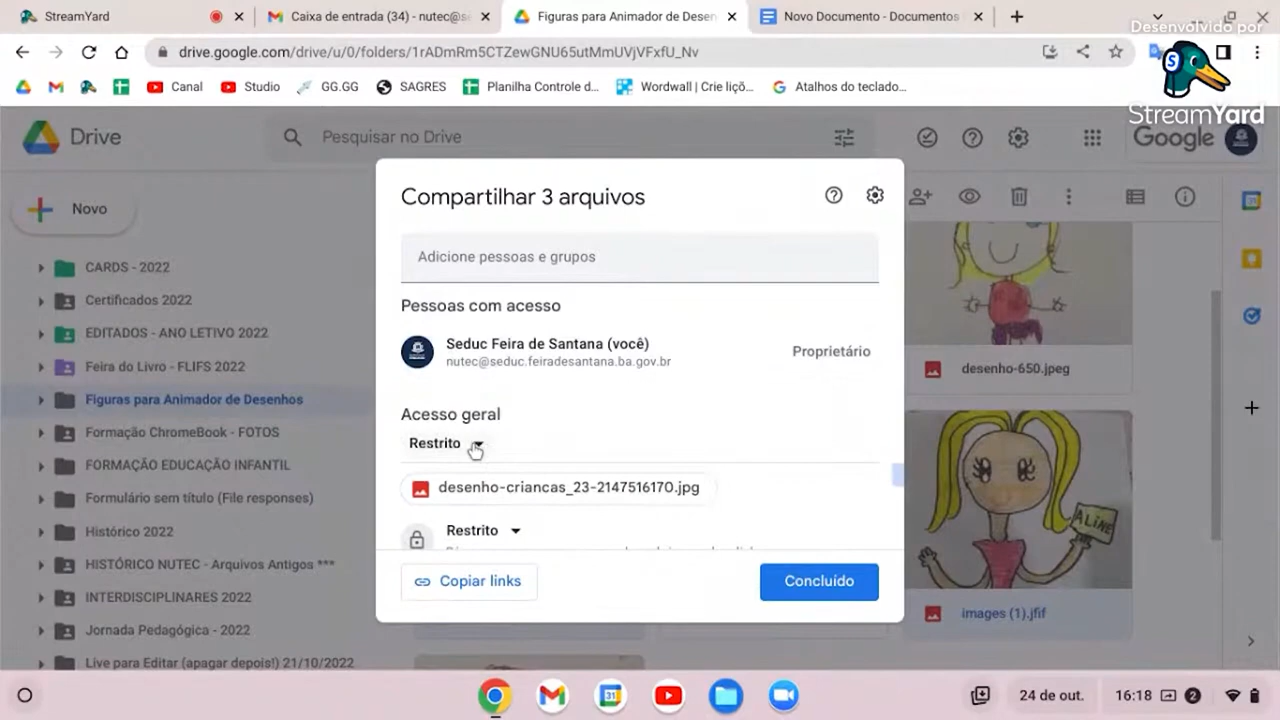 StreamYard
Caixa de entrada (34) - nutec@se
Figuras para Animador de Desen
Novo Documento - Documentos
Desenvolvido por
StreamYard
drive.google.com/drive/u/0/folders/1rADmRm5CTZewGNU65utMmUVjVFxfU_Nv
Canal
Studio
GG.GG
SAGRES
Planilha Controle d...
Wordwall | Crie liçõ...
Atalhos do teclado...
Drive
Pesquisar no Drive
Google
Novo
CARDS - 2022
Certificados 2022
EDITADOS - ANO LETIVO 2022
Feira do Livro - FLIFS 2022
Figuras para Animador de Desenhos
Formação ChromeBook - FOTOS
FORMAÇÃO EDUCAÇÃO INFANTIL
Formulário sem título (File responses)
Histórico 2022
HISTÓRICO NUTEC - Arquivos Antigos ***
INTERDISCIPLINARES 2022
Jornada Pedagógica - 2022
Live para Editar (apagar depois!) 21/10/2022
Compartilhar 3 arquivos
Adicione pessoas e grupos
Pessoas com acesso
Seduc Feira de Santana (você)
nutec@seduc.feiradesantana.ba.gov.br
Proprietário
Acesso geral
Restrito
desenho-criancas_23-2147516170.jpg
Restrito
Copiar links
Concluído
desenho-650.jpeg
ALINE
images (1).jfif
24 de out.
16:18
2